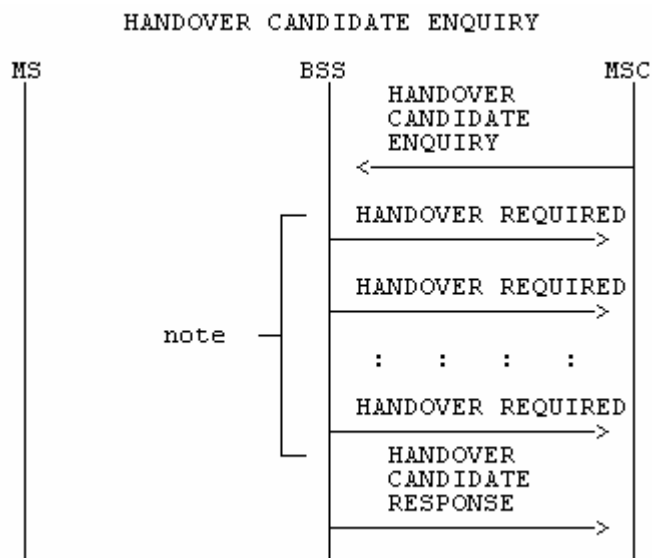 HANDOVER CANDIDATE ENQUIRY
MS BSS MSC
HANDOVER
CANDIDATE
ENQUIRY
HANDOVER REQUIRED
HANDOVER REQUIRED
note
: : : :
HANDOVER REQUIRED
HANDOVER
CANDIDATE
RESPONSE